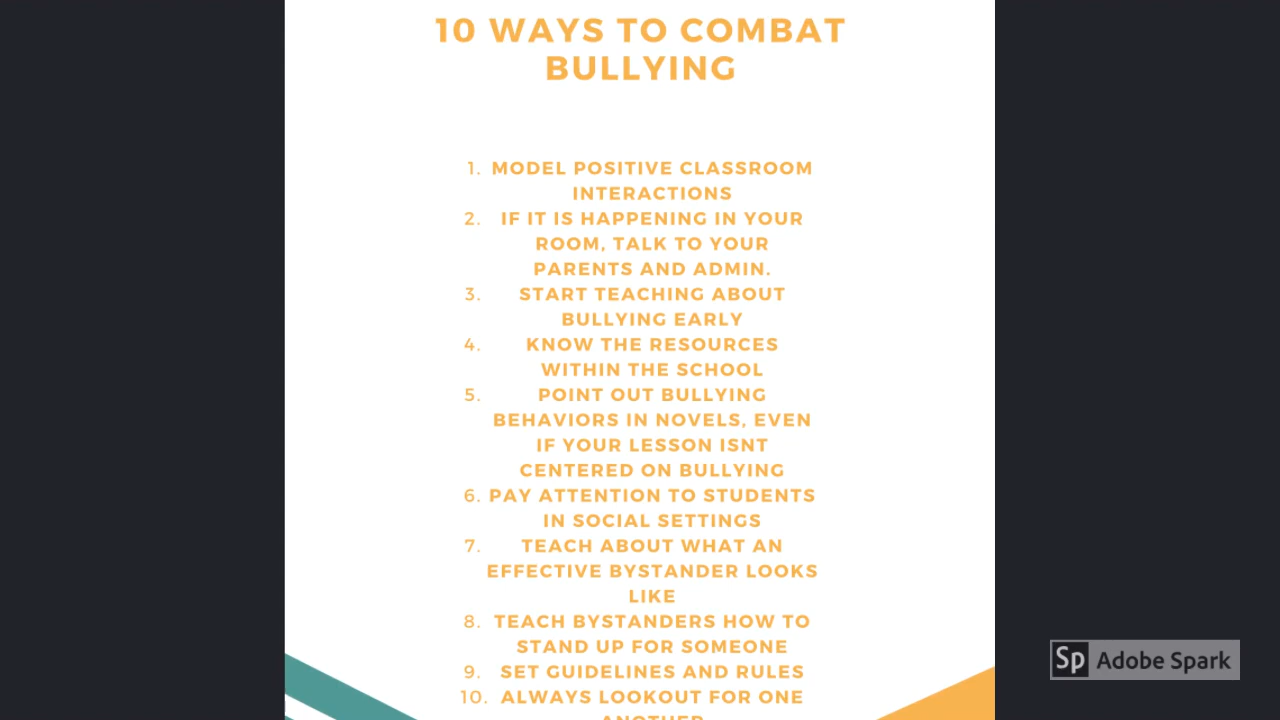 10 WAYS TO COMBAT
BULLYING
1. MODEL POSITIVE CLASSROOM
INTERACTIONS
2. IF IT IS HAPPENING IN YOUR
ROOM, TALK TO YOUR
PARENTS AND ADMIN.
3. START TEACHING ABOUT
BULLYING EARLY
4. KNOW THE RESOURCES
WITHIN THE SCHOOL
5. POINT OUT BULLYING
BEHAVIORS IN NOVELS, EVEN
IF YOUR LESSON ISNT
CENTERED ON BULLYING
6. PAY ATTENTION TO STUDENTS
IN SOCIAL SETTINGS
7. TEACH ABOUT WHAT AN
EFFECTIVE BYSTANDER LOOKS
LIKE
8. TEACH BYSTANDERS HOW TO
STAND UP FOR SOMEONE
9. SET GUIDELINES AND RULES
10. ALWAYS LOOKOUT FOR ONE
ANOTHER
Sp Adobe Spark